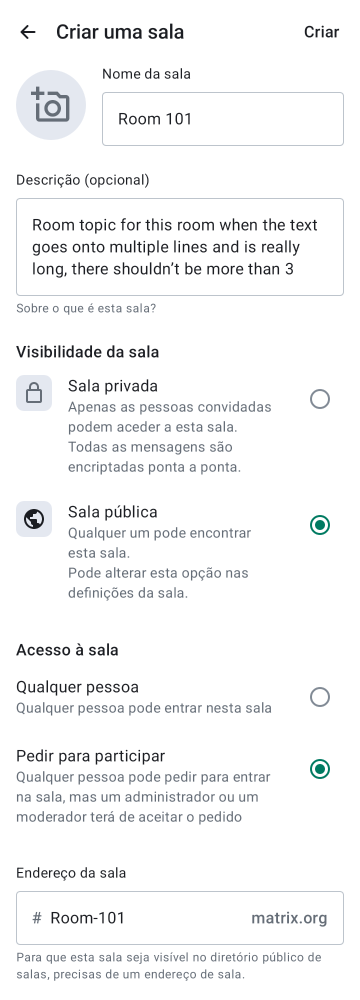 Criar uma sala
Criar
Nome da sala
Room 101
Descrição (opcional)
Room topic for this room when the text
goes onto multiple lines and is really
long, there shouldn’t be more than 3
Sobre o que é esta sala?
Visibilidade da sala
Sala privada
Apenas as pessoas convidadas
podem aceder a esta sala.
Todas as mensagens são
encriptadas ponta a ponta.
Sala pública
Qualquer um pode encontrar
esta sala.
Pode alterar esta opção nas
definições da sala.
Acesso à sala
Qualquer pessoa
Qualquer pessoa pode entrar nesta sala
Pedir para participar
Qualquer pessoa pode pedir para entrar
na sala, mas um administrador ou um
moderador terá de aceitar o pedido
Endereço da sala
# Room-101 matrix.org
Para que esta sala seja visível no diretório público de
salas, precisas de um endereço de sala.